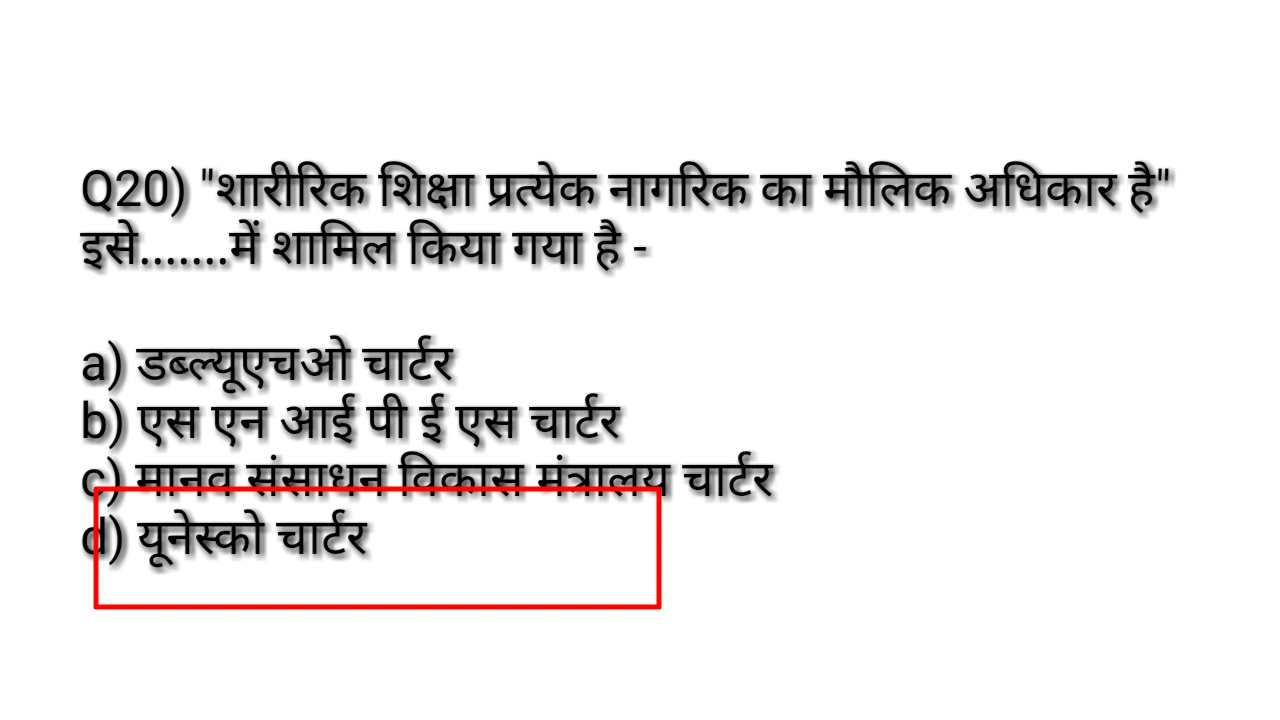 Q20) "शारीरिक शिक्षा प्रत्येक नागरिक का मौलिक अधिकार है"
इसे.......में शामिल किया गया है -
a) डब्ल्यूएचओ चार्टर
b) एस एन आई पी ई एस चार्टर
c) मानव संसाधन विकास मंत्रालय चार्टर
d) यूनेस्को चार्टर